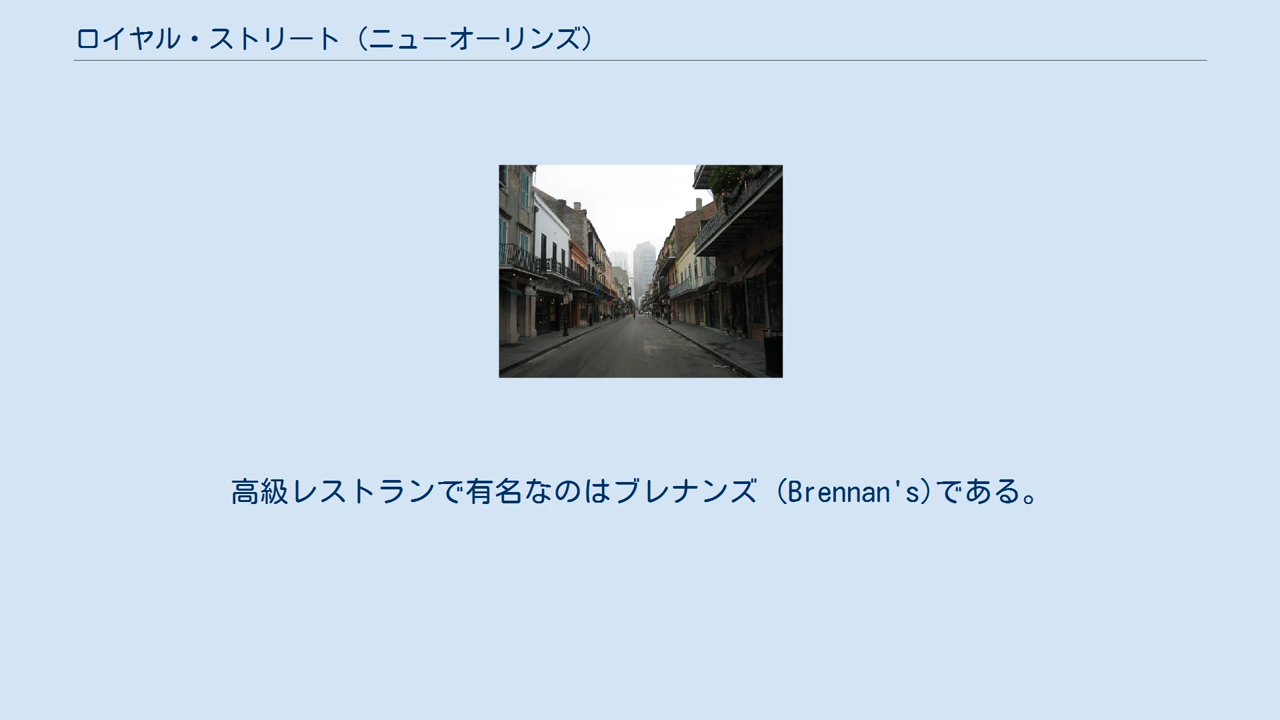 ロイヤル・ストリート（ニューオーリンズ）
高級レストランで有名なのはブレナンズ（Brennan's)である。